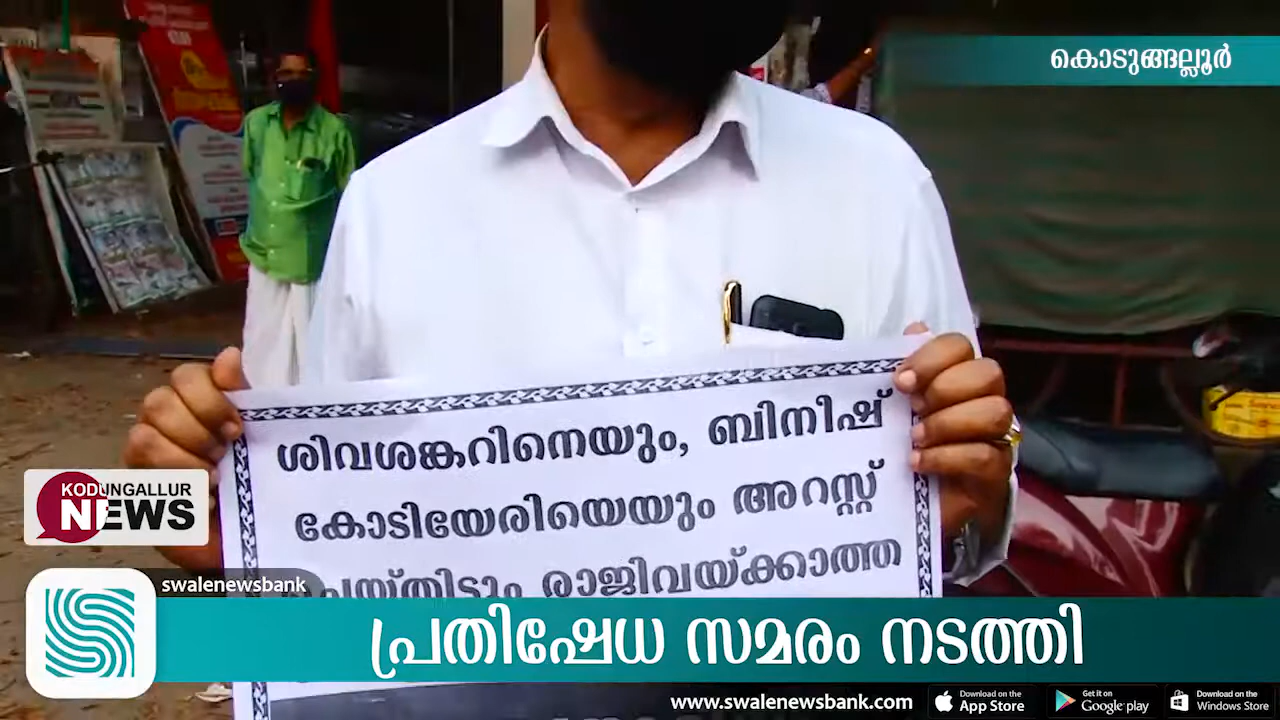 കൊടുങ്ങല്ലൂർ
ശിവശങ്കറിനെയും, ബിനീഷ്
കോടിയേരിയെയും അറസ്റ്റ്
ചെയ്തിട്ടും രാജിവയ്ക്കാത്ത
KODUNGALLUR
NEWS
swalenewsbank
പ്രതിഷേധ സമരം നടത്തി
www.swalenewsbank.com
Download on the
App Store
Get it on
Google play
Download on the
Windows Store